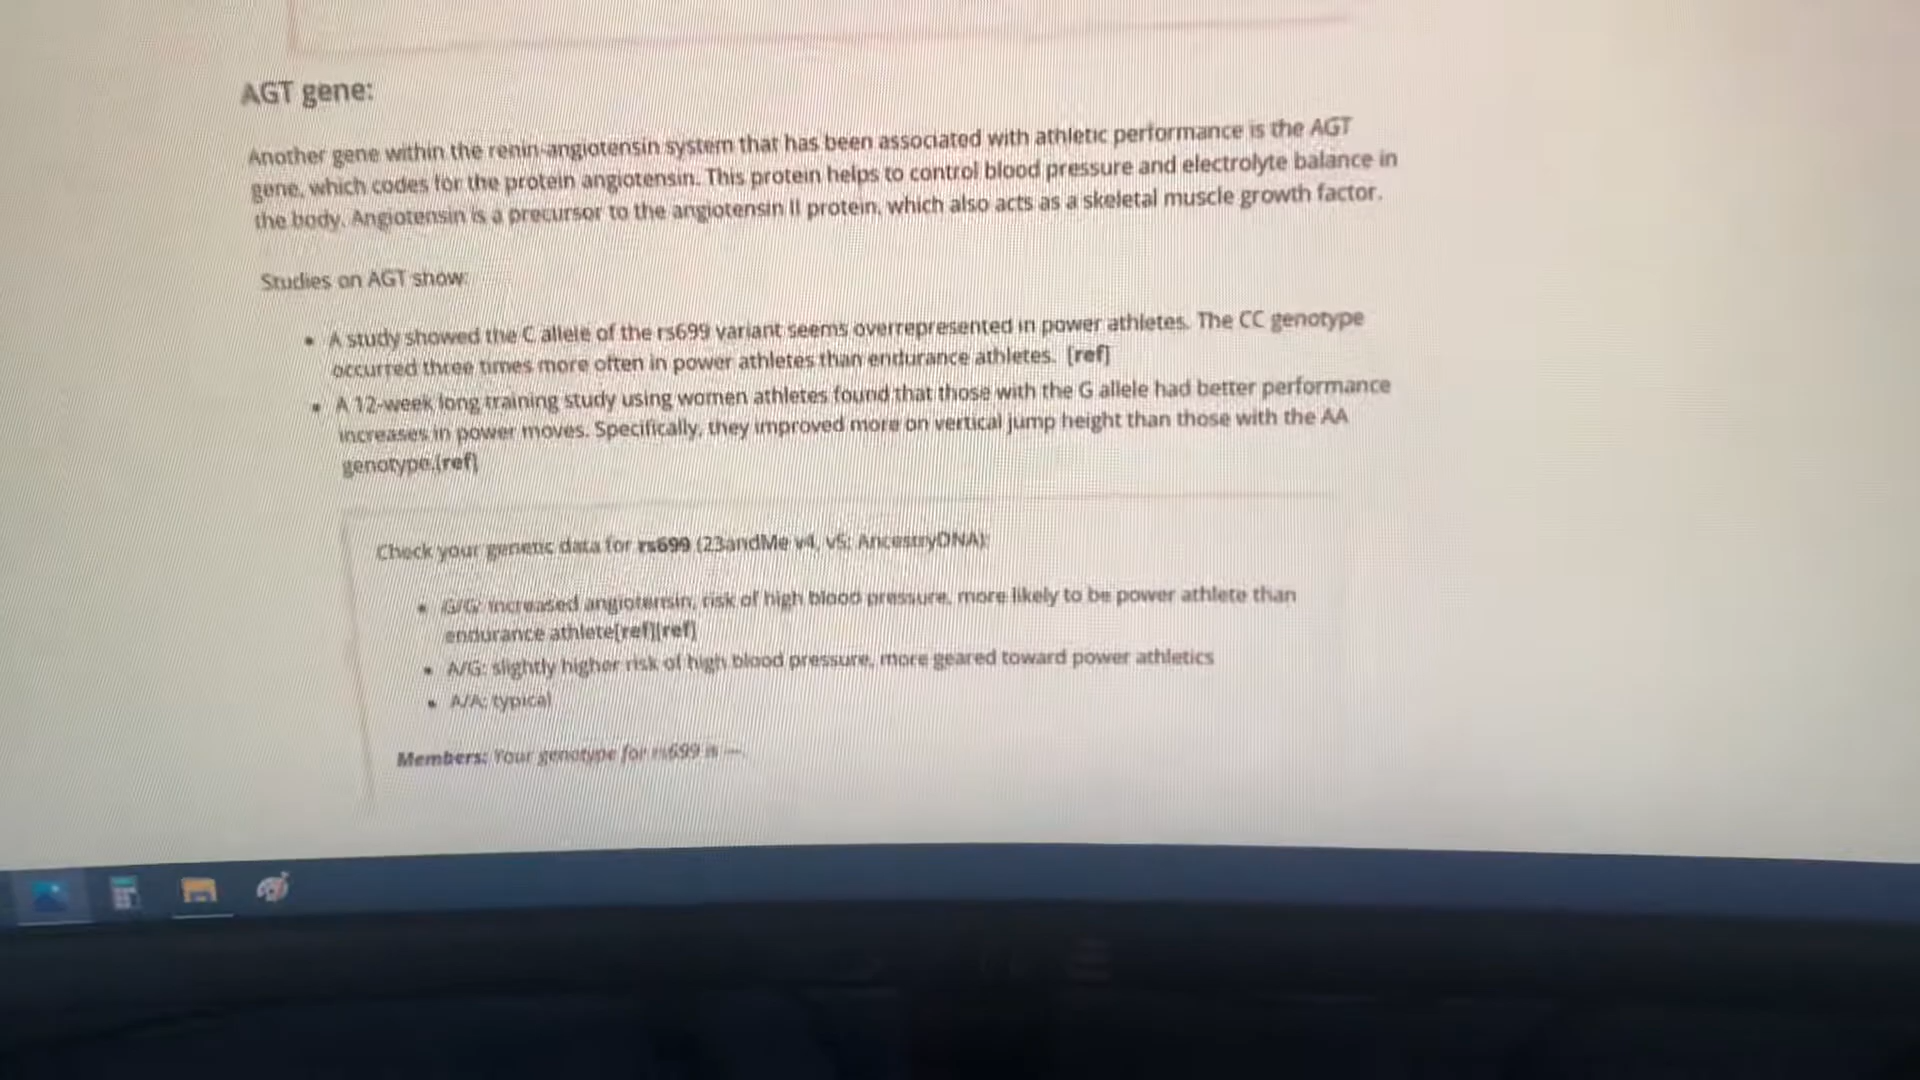 AGT gene:
Another gene within the renin-angiotensin system that has been associated with athletic performance is the AGT
gene, which codes for the protein angiotensin. This protein helps to control blood pressure and electrolyte balance in
the body. Angiotensin is a precursor to the angiotensin II protein, which also acts as a skeletal muscle growth factor.
Studies on AGT show:
• A study showed the C allele of the rs699 variant seems overrepresented in power athletes. The CC genotype
occurred three times more often in power athletes than endurance athletes. [ref]
• A 12-week long training study using women athletes found that those with the G allele had better performance
increases in power moves. Specifically, they improved more on vertical jump height than those with the AA
genotype.[ref]
Check your genetic data for rs699 (23andMe v4, v5; AncestryDNA):
• G/G: increased angiotensin, risk of high blood pressure, more likely to be power athlete than
endurance athlete[ref][ref]
• A/G: slightly higher risk of high blood pressure, more geared toward power athletics
• A/A: typical
Members: Your genotype for rs699 is —.